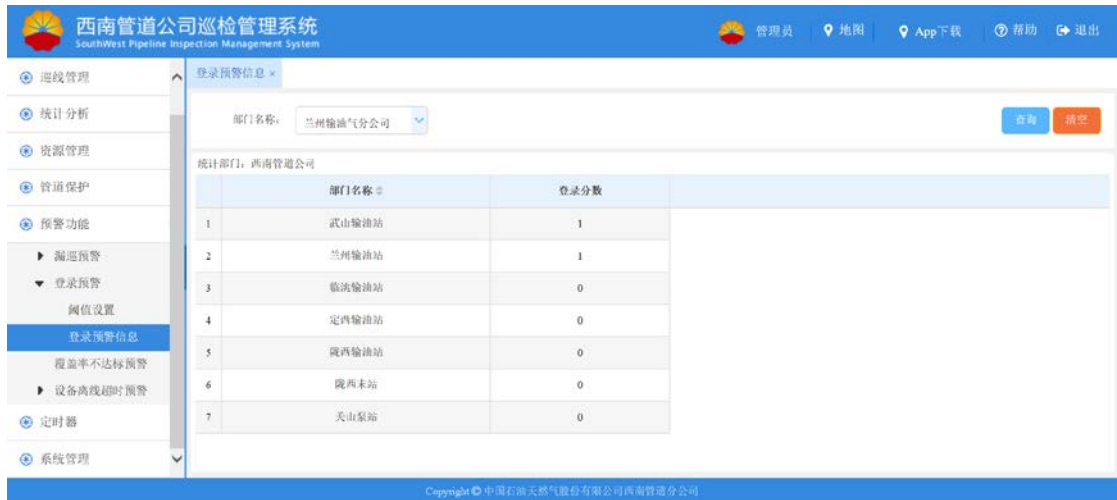 西南管道公司巡检管理系统
SouthWest Pipeline Inspection Management System
管理员 地图 App下载 帮助 退出
巡线管理
统计分析
资源管理
管道保护
预警功能
漏巡预警
登录预警
阈值设置
登录预警信息
覆盖率不达标预警
设备离线超时预警
定时器
系统管理
登录预警信息 ×
部门名称: 兰州输油气分公司 查询 清空
统计部门: 西南管道公司
部门名称 登录分数
1 武山输油站 1
2 兰州输油站 1
3 临洮输油站 0
4 定西输油站 0
5 陇西输油站 0
6 陇西末站 0
7 关山泵站 0
Copyright © 中国石油天然气股份有限公司西南管道分公司